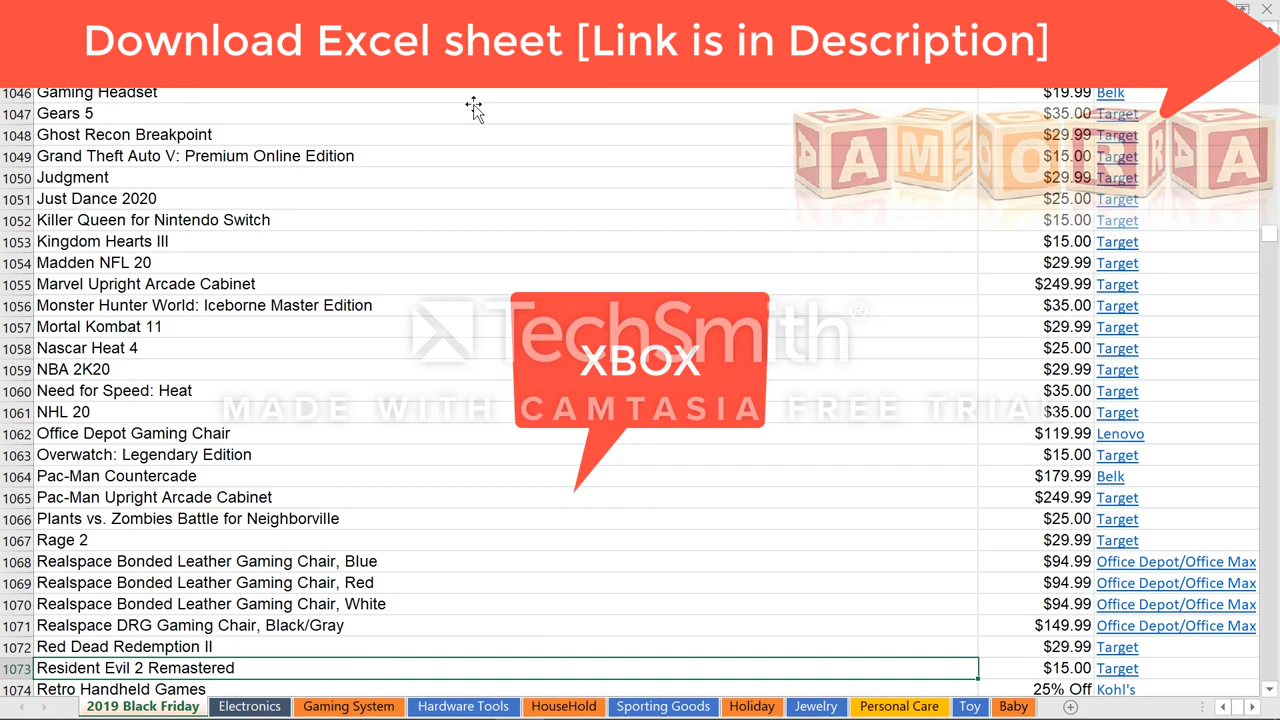 Download Excel sheet [Link is in Description]
1046 Gaming Headset $19.99 Belk
1047 Gears 5 $35.00 Target
1048 Ghost Recon Breakpoint $29.99 Target
1049 Grand Theft Auto V: Premium Online Edition $15.00 Target
1050 Judgment $29.99 Target
1051 Just Dance 2020 $25.00 Target
1052 Killer Queen for Nintendo Switch $15.00 Target
1053 Kingdom Hearts III $15.00 Target
1054 Madden NFL 20 $29.99 Target
1055 Marvel Upright Arcade Cabinet $249.99 Target
1056 Monster Hunter World: Iceborne Master Edition $35.00 Target
1057 Mortal Kombat 11 $29.99 Target
1058 Nascar Heat 4 $25.00 Target
1059 NBA 2K20 $29.99 Target
1060 Need for Speed: Heat $35.00 Target
1061 NHL 20 $35.00 Target
1062 Office Depot Gaming Chair $119.99 Lenovo
1063 Overwatch: Legendary Edition $15.00 Target
1064 Pac-Man Countercade $179.99 Belk
1065 Pac-Man Upright Arcade Cabinet $249.99 Target
1066 Plants vs. Zombies Battle for Neighborville $25.00 Target
1067 Rage 2 $29.99 Target
1068 Realspace Bonded Leather Gaming Chair, Blue $94.99 Office Depot/Office Max
1069 Realspace Bonded Leather Gaming Chair, Red $94.99 Office Depot/Office Max
1070 Realspace Bonded Leather Gaming Chair, White $94.99 Office Depot/Office Max
1071 Realspace DRG Gaming Chair, Black/Gray $149.99 Office Depot/Office Max
1072 Red Dead Redemption II $29.99 Target
1073 Resident Evil 2 Remastered $15.00 Target
1074 Retro Handheld Games 25% Off Kohl's
AMORA
TechSmith®
XBOX
MADE WITH CAMTASIA FREE TRIAL
2019 Black Friday Electronics Gaming System Hardware Tools HouseHold Sporting Goods Holiday Jewelry Personal Care Toy Baby